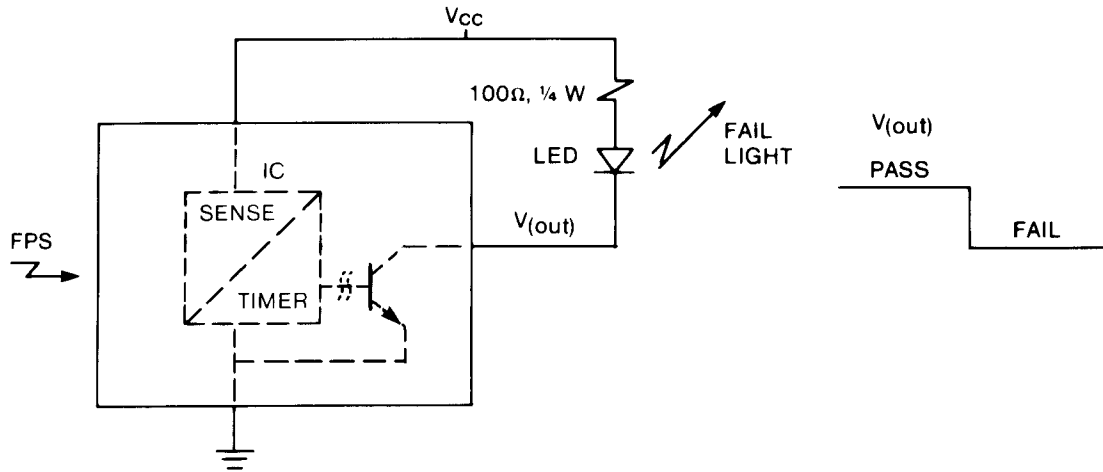 VCC
100Ω, ¼ W
LED
FAIL
LIGHT
V(out)
PASS
FAIL
IC
SENSE
TIMER
V(out)
FPS